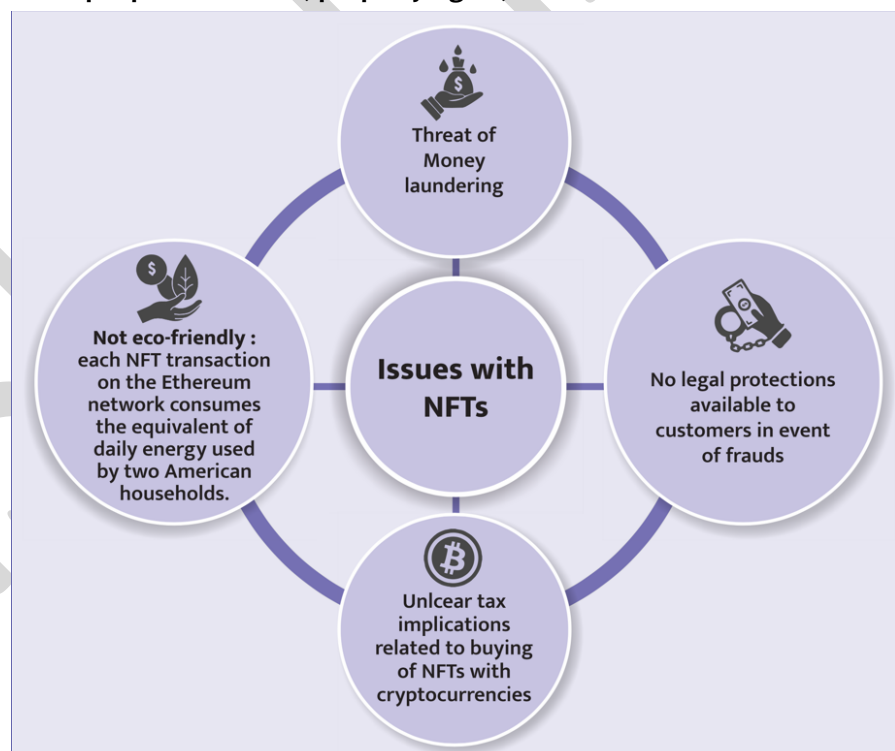 Threat of
Money
laundering
Not eco-friendly :
each NFT transaction
on the Ethereum
network consumes
the equivalent of
daily energy used
by two American
households.
Issues with
NFTs
No legal protections
available to
customers in event
of frauds
Unlcear tax
implications
related to buying
of NFTs with
cryptocurrencies